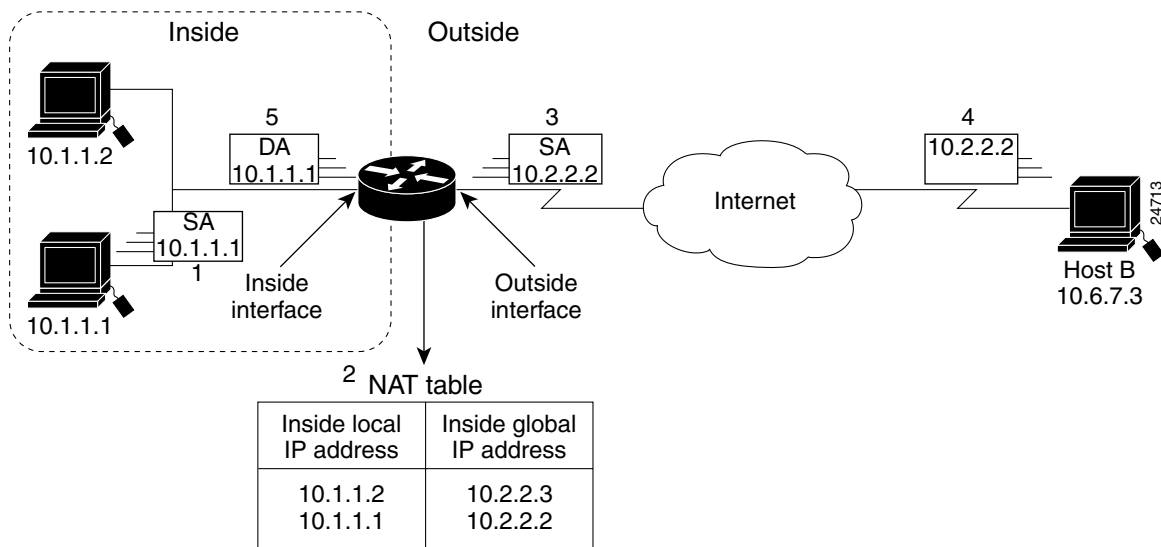 Inside
Outside
5
3
4
DA
10.1.1.1
SA
10.2.2.2
10.2.2.2
10.1.1.2
Internet
24713
SA
10.1.1.1
1
Host B
10.6.7.3
10.1.1.1
Inside
interface
Outside
interface
2
NAT table
Inside local
IP address
Inside global
IP address
10.1.1.2
10.2.2.3
10.1.1.1
10.2.2.2